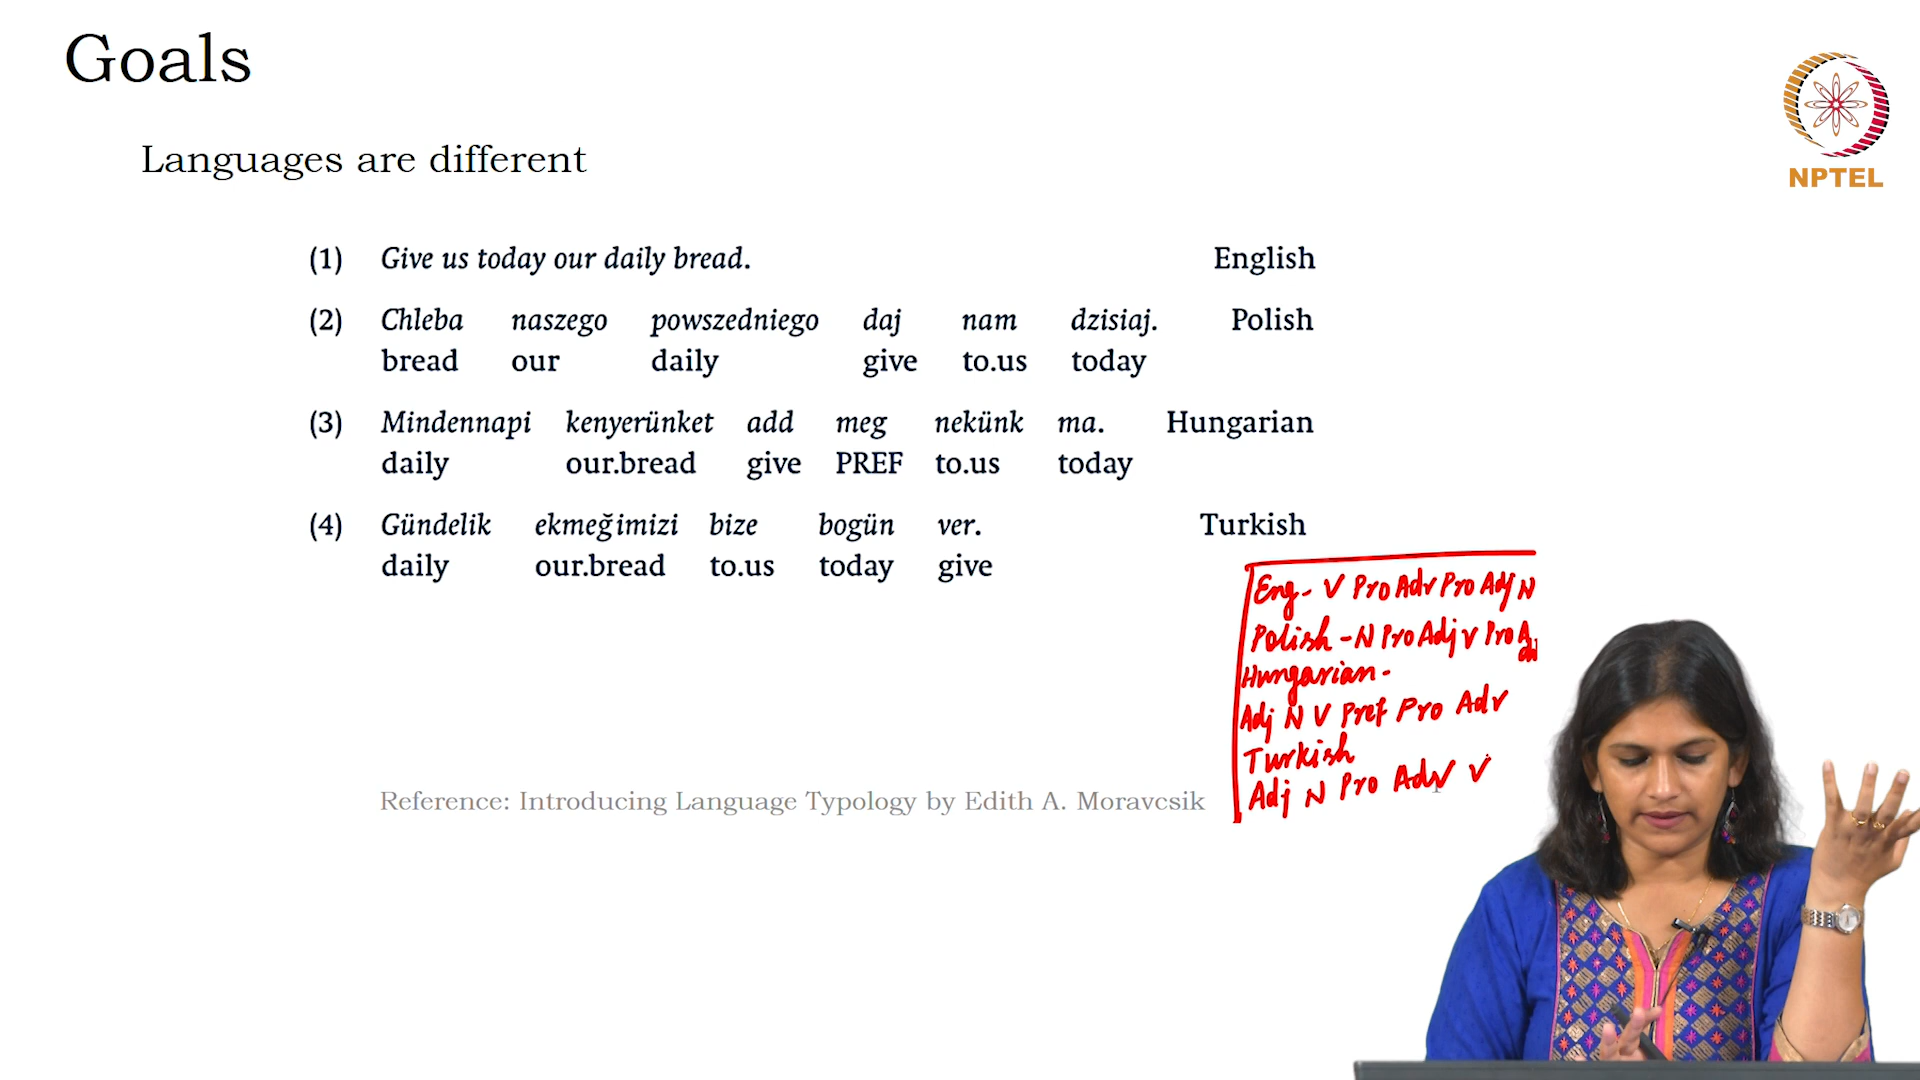 Goals
NPTEL
Languages are different
(1) Give us today our daily bread. English
(2) Chleba naszego powszedniego daj nam dzisiaj. Polish
bread our daily give to.us today
(3) Mindennapi kenyerünket add meg nekünk ma. Hungarian
daily our.bread give PREF to.us today
(4) Gündelik ekmeğimizi bize bogün ver. Turkish
daily our.bread to.us today give
Eng - V Pro Adv Pro Adj N
Polish - N Pro Adj V Pro Ad
Hungarian -
Adj N V Pref Pro Adv
Turkish
Adj N Pro Adv V
Reference: Introducing Language Typology by Edith A. Moravcsik